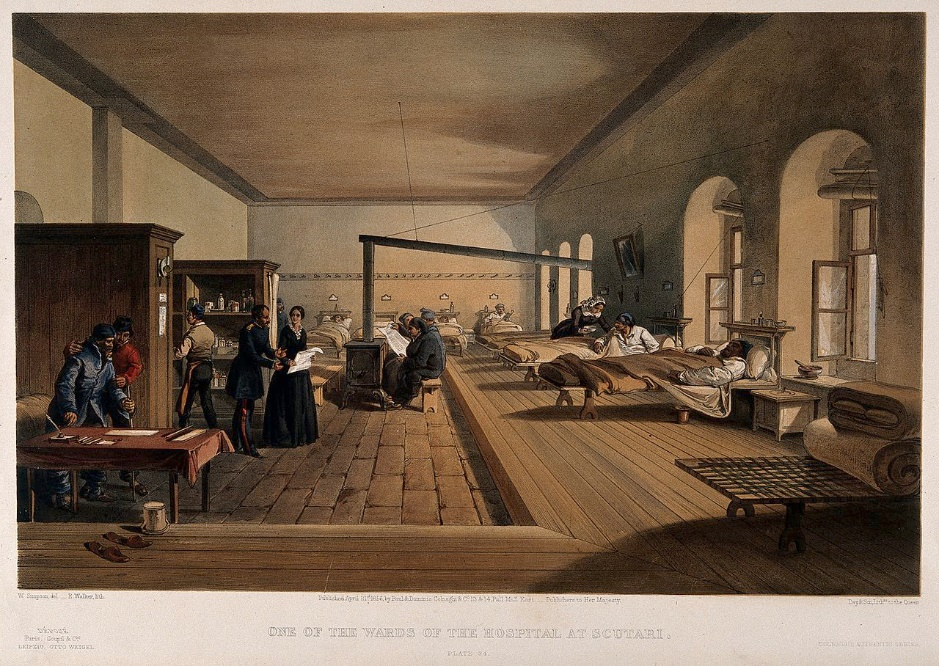 W. Simpson, del. E. Walker, lith.
Published April 21st 1856, by Paul & Dominic Colnaghi & Co. 13 & 14, Pall Mall East. Publishers to Her Majesty.
Day & Son, Lithrs. to the Queen.
Paris, Goupil & Cie
LEIPZIG, OTTO WEIGEL.
ONE OF THE WARDS OF THE HOSPITAL AT SCUTARI.
PLATE